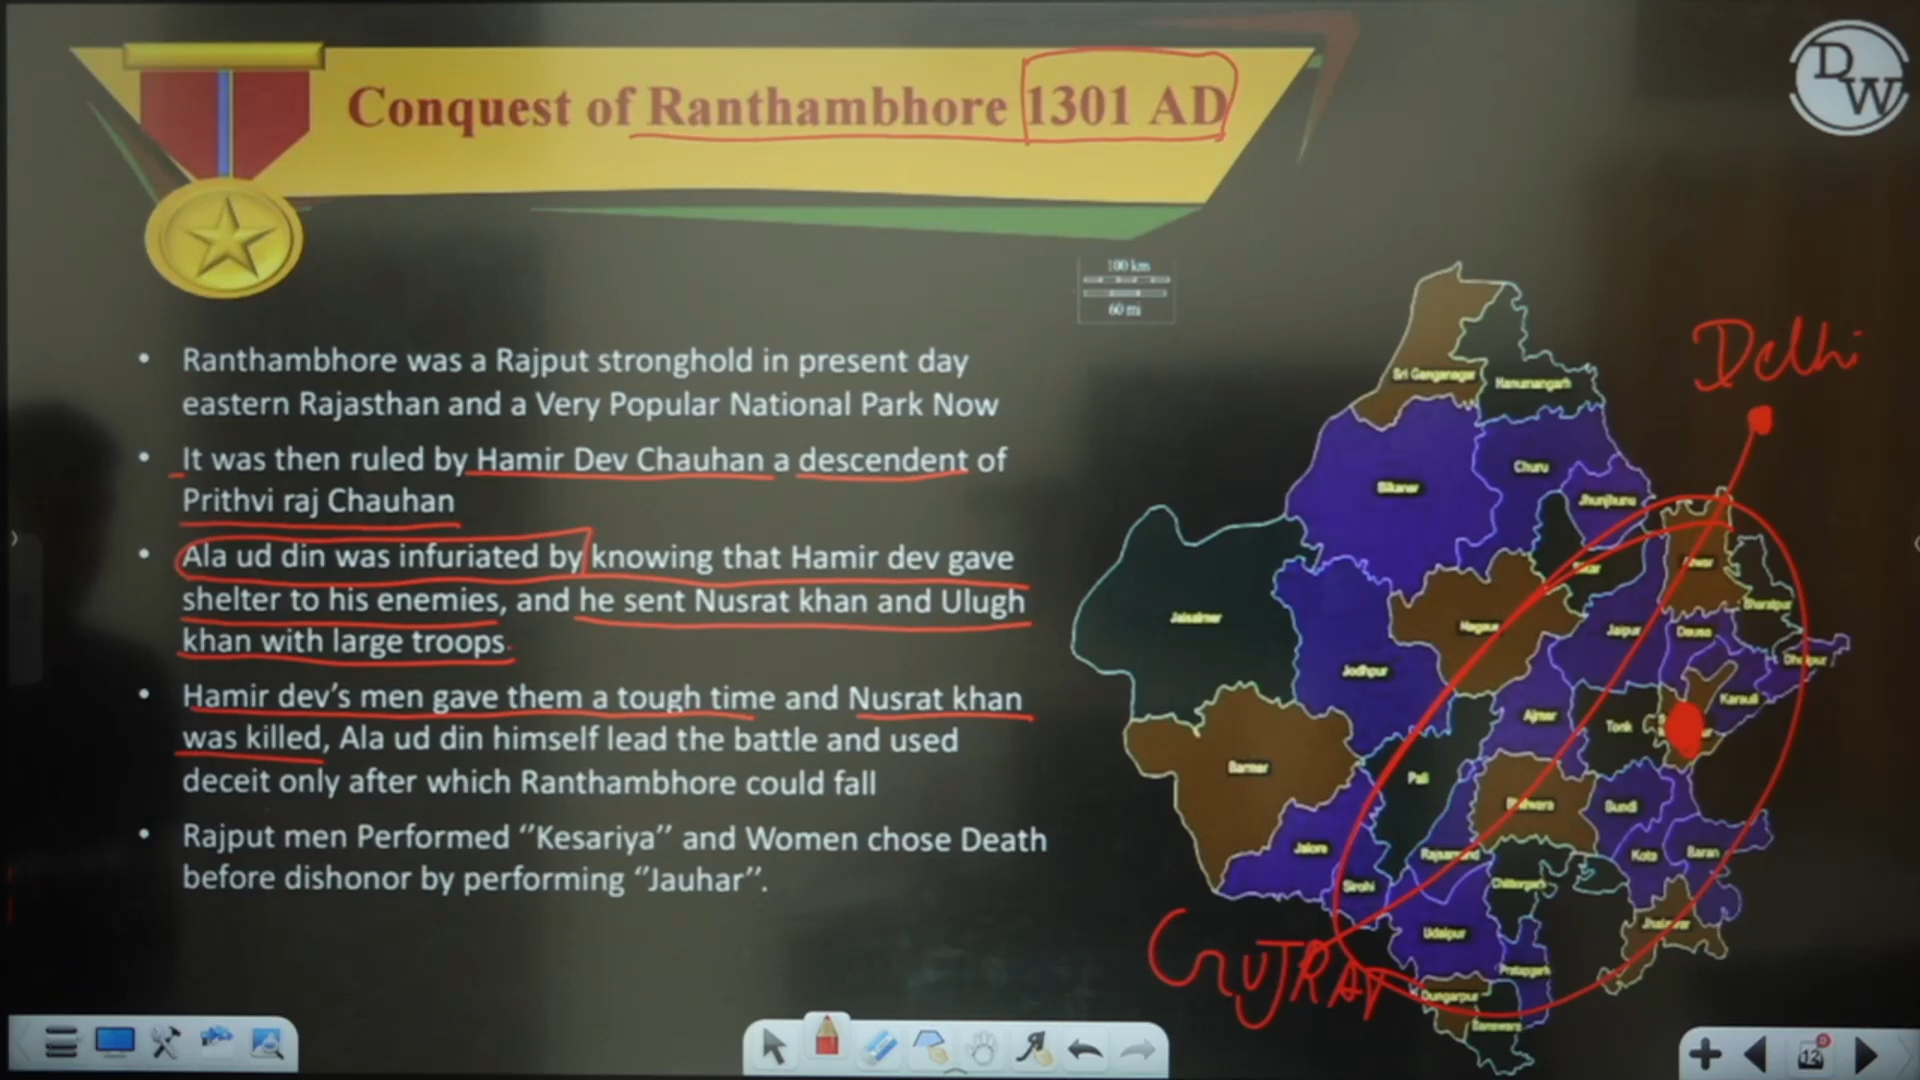 Conquest of Ranthambhore 1301 AD
D
W
100 km
60 mi
• Ranthambhore was a Rajput stronghold in present day
eastern Rajasthan and a Very Popular National Park Now
• It was then ruled by Hamir Dev Chauhan a descendent of
Prithvi raj Chauhan
• Ala ud din was infuriated by knowing that Hamir dev gave
shelter to his enemies, and he sent Nusrat khan and Ulugh
khan with large troops.
• Hamir dev’s men gave them a tough time and Nusrat khan
was killed, Ala ud din himself lead the battle and used
deceit only after which Ranthambhore could fall
• Rajput men Performed ‘’Kesariya’’ and Women chose Death
before dishonor by performing ‘’Jauhar’’.
Delhi
Sri Ganganagar
Hanumangarh
Churu
Bikaner
Jhunjhunu
Alwar
Bharatpur
Jaisalmer
Nagaur
Jaipur
Dausa
Dholpur
Jodhpur
Karauli
Ajmer
Tonk
Barmer
Pali
Bhilwara
Bundi
Jalore
Rajsamand
Kota
Baran
Sirohi
Chittorgarh
Jhalawar
Udaipur
GUJRAT
Pratapgarh
Dungarpur
Banswara
12